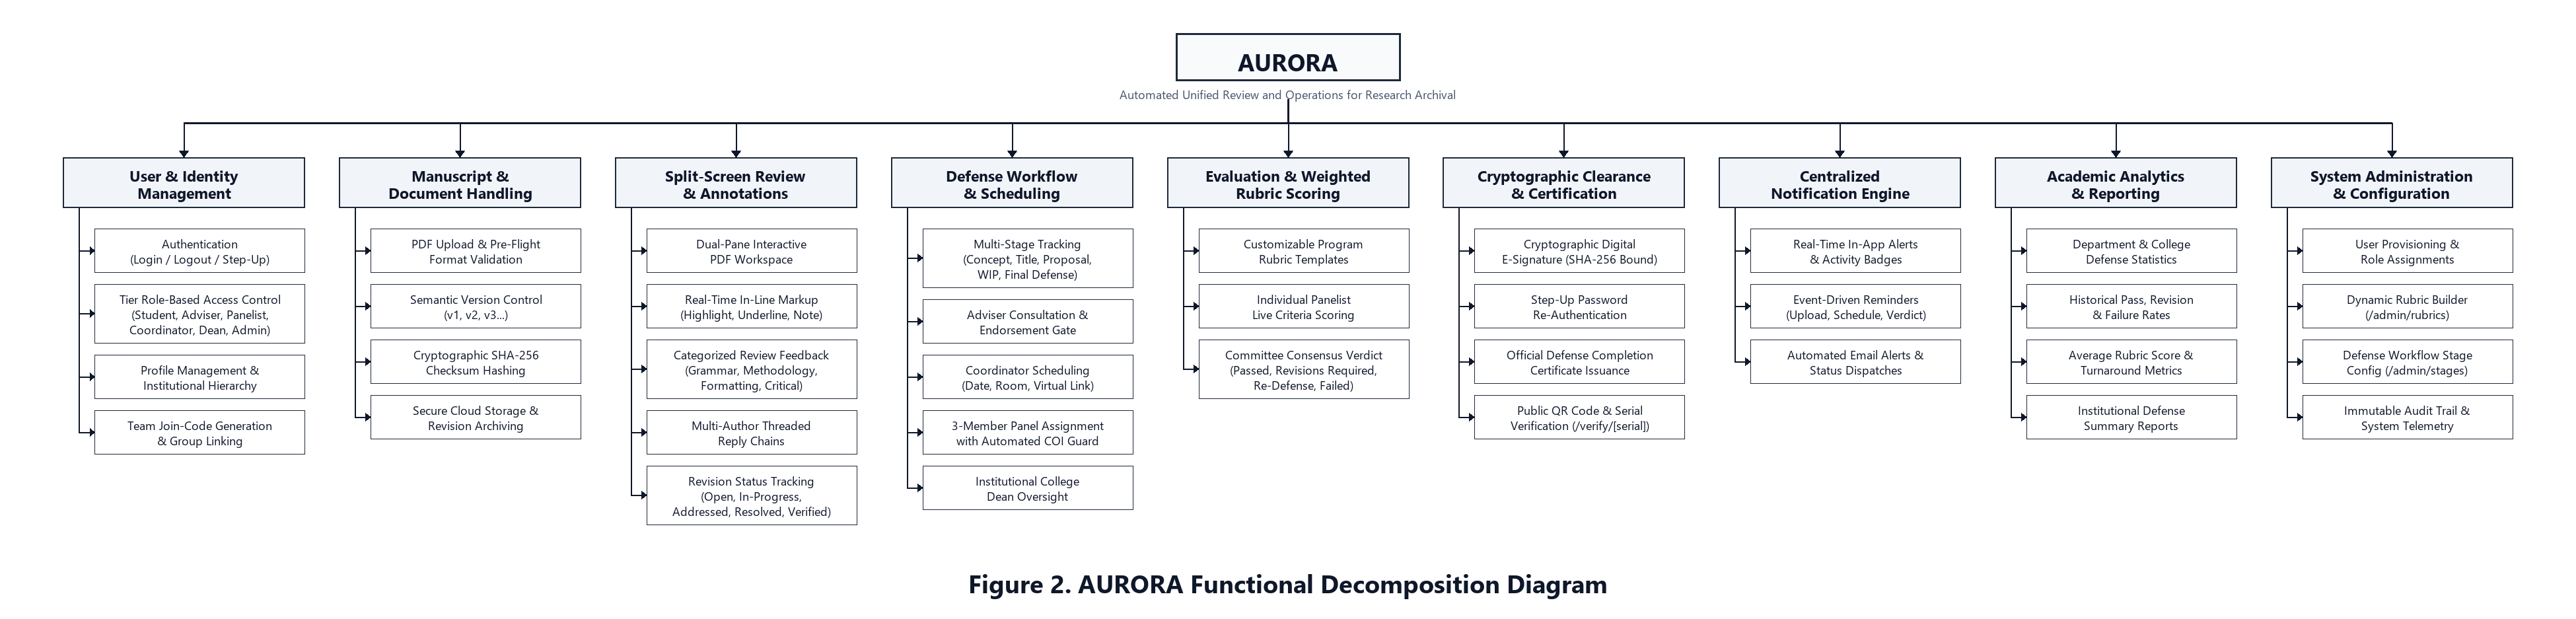 AURORA
Automated Unified Review and Operations for Research Archival
User & Identity
Management
Authentication
(Login / Logout / Step-Up)
Tier Role-Based Access Control
(Student, Adviser, Panelist,
Coordinator, Dean, Admin)
Profile Management &
Institutional Hierarchy
Team Join-Code Generation
& Group Linking
Manuscript &
Document Handling
PDF Upload & Pre-Flight
Format Validation
Semantic Version Control
(v1, v2, v3...)
Cryptographic SHA-256
Checksum Hashing
Secure Cloud Storage &
Revision Archiving
Split-Screen Review
& Annotations
Dual-Pane Interactive
PDF Workspace
Real-Time In-Line Markup
(Highlight, Underline, Note)
Categorized Review Feedback
(Grammar, Methodology,
Formatting, Critical)
Multi-Author Threaded
Reply Chains
Revision Status Tracking
(Open, In-Progress,
Addressed, Resolved, Verified)
Defense Workflow
& Scheduling
Multi-Stage Tracking
(Concept, Title, Proposal,
WIP, Final Defense)
Adviser Consultation &
Endorsement Gate
Coordinator Scheduling
(Date, Room, Virtual Link)
3-Member Panel Assignment
with Automated COI Guard
Institutional College
Dean Oversight
Evaluation & Weighted
Rubric Scoring
Customizable Program
Rubric Templates
Individual Panelist
Live Criteria Scoring
Committee Consensus Verdict
(Passed, Revisions Required,
Re-Defense, Failed)
Cryptographic Clearance
& Certification
Cryptographic Digital
E-Signature (SHA-256 Bound)
Step-Up Password
Re-Authentication
Official Defense Completion
Certificate Issuance
Public QR Code & Serial
Verification (/verify/[serial])
Centralized
Notification Engine
Real-Time In-App Alerts
& Activity Badges
Event-Driven Reminders
(Upload, Schedule, Verdict)
Automated Email Alerts &
Status Dispatches
Academic Analytics
& Reporting
Department & College
Defense Statistics
Historical Pass, Revision
& Failure Rates
Average Rubric Score &
Turnaround Metrics
Institutional Defense
Summary Reports
System Administration
& Configuration
User Provisioning &
Role Assignments
Dynamic Rubric Builder
(/admin/rubrics)
Defense Workflow Stage
Config (/admin/stages)
Immutable Audit Trail &
System Telemetry
Figure 2. AURORA Functional Decomposition Diagram